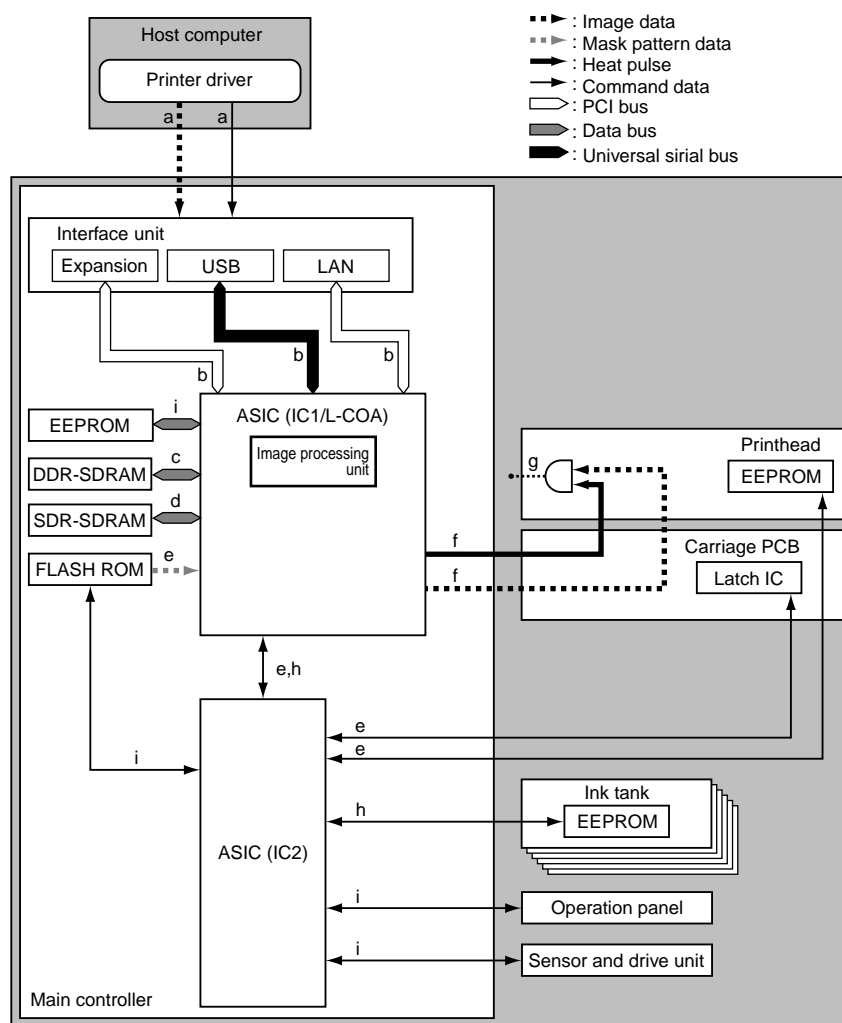 Host computer
Printer driver
a
a
: Image data
: Mask pattern data
: Heat pulse
: Command data
: PCI bus
: Data bus
: Universal sirial bus
Interface unit
Expansion
USB
LAN
b
b
b
ASIC (IC1/L-COA)
Image processing
unit
EEPROM
i
DDR-SDRAM
c
SDR-SDRAM
d
FLASH ROM
e
f
f
Printhead
g
EEPROM
Carriage PCB
Latch IC
e,h
i
ASIC (IC2)
e
e
h
Ink tank
EEPROM
i
Operation panel
i
Sensor and drive unit
Main controller